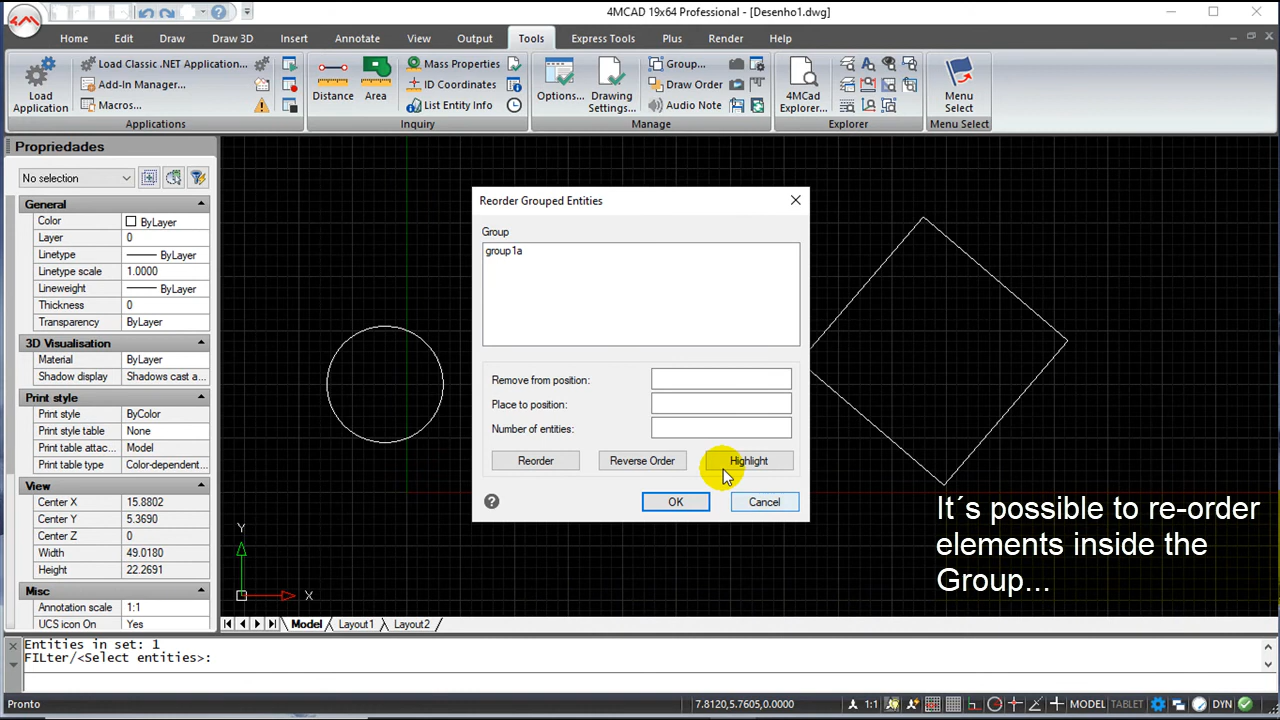 4MCAD 19x64 Professional - [Desenho1.dwg]
Home Edit Draw Draw 3D Insert Annotate View Output Tools Express Tools Plus Render Help
Load Application
Load Classic .NET Application...
Add-In Manager...
Macros...
Applications
Distance
Area
Mass Properties
ID Coordinates
List Entity Info
Inquiry
Options...
Drawing Settings...
Group...
Draw Order
Audio Note
Manage
4MCad Explorer...
Explorer
Menu Select
Menu Select
Propriedades
No selection
General
Color ByLayer
Layer 0
Linetype ByLayer
Linetype scale 1.0000
Lineweight ByLayer
Thickness 0
Transparency ByLayer
3D Visualisation
Material ByLayer
Shadow display Shadows cast a...
Print style
Print style ByColor
Print style table None
Print table attac... Model
Print table type Color-dependent...
View
Center X 15.8802
Center Y 5.3690
Center Z 0
Width 49.0180
Height 22.2691
Misc
Annotation scale 1:1
UCS icon On Yes
Reorder Grouped Entities
Group
group1a
Remove from position:
Place to position:
Number of entities:
Reorder Reverse Order Highlight
OK Cancel
It´s possible to re-order
elements inside the
Group...
Y
X
Model Layout1 Layout2
Entities in set: 1
FILter/<Select entities>:
Pronto
7.8120,5.7605,0.0000
1:1
MODEL TABLET
DYN